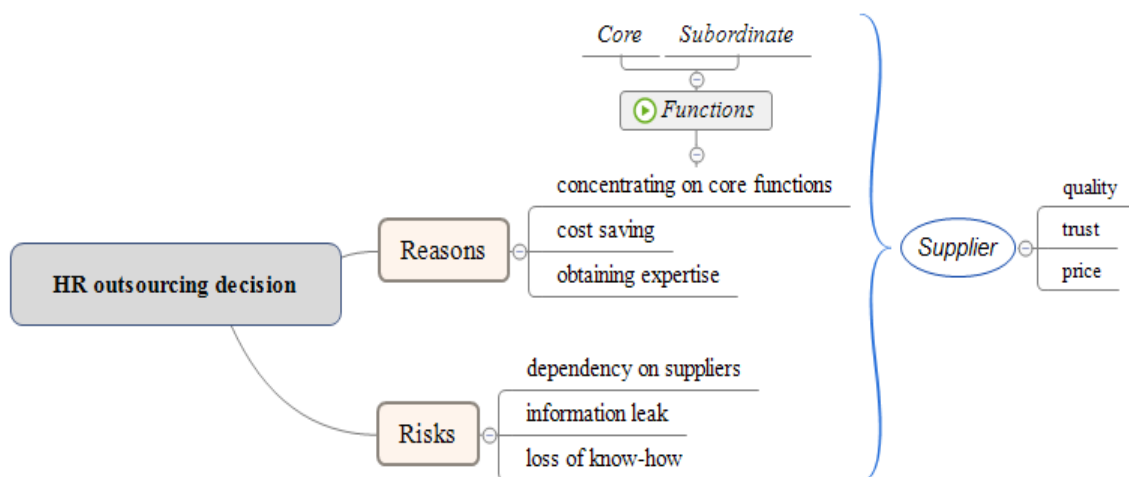 Core
Subordinate
Functions
concentrating on core functions
cost saving
obtaining expertise
Reasons
HR outsourcing decision
dependency on suppliers
information leak
loss of know-how
Risks
Supplier
quality
trust
price